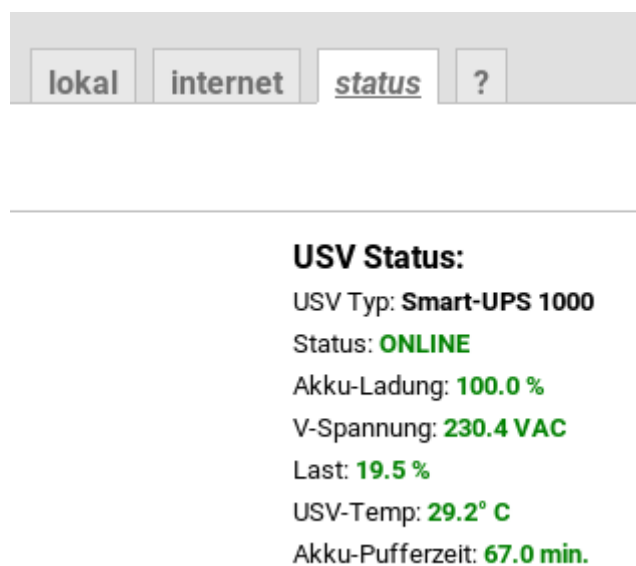 lokal internet status ?
USV Status:
USV Typ: Smart-UPS 1000
Status: ONLINE
Akku-Ladung: 100.0 %
V-Spannung: 230.4 VAC
Last: 19.5 %
USV-Temp: 29.2° C
Akku-Pufferzeit: 67.0 min.